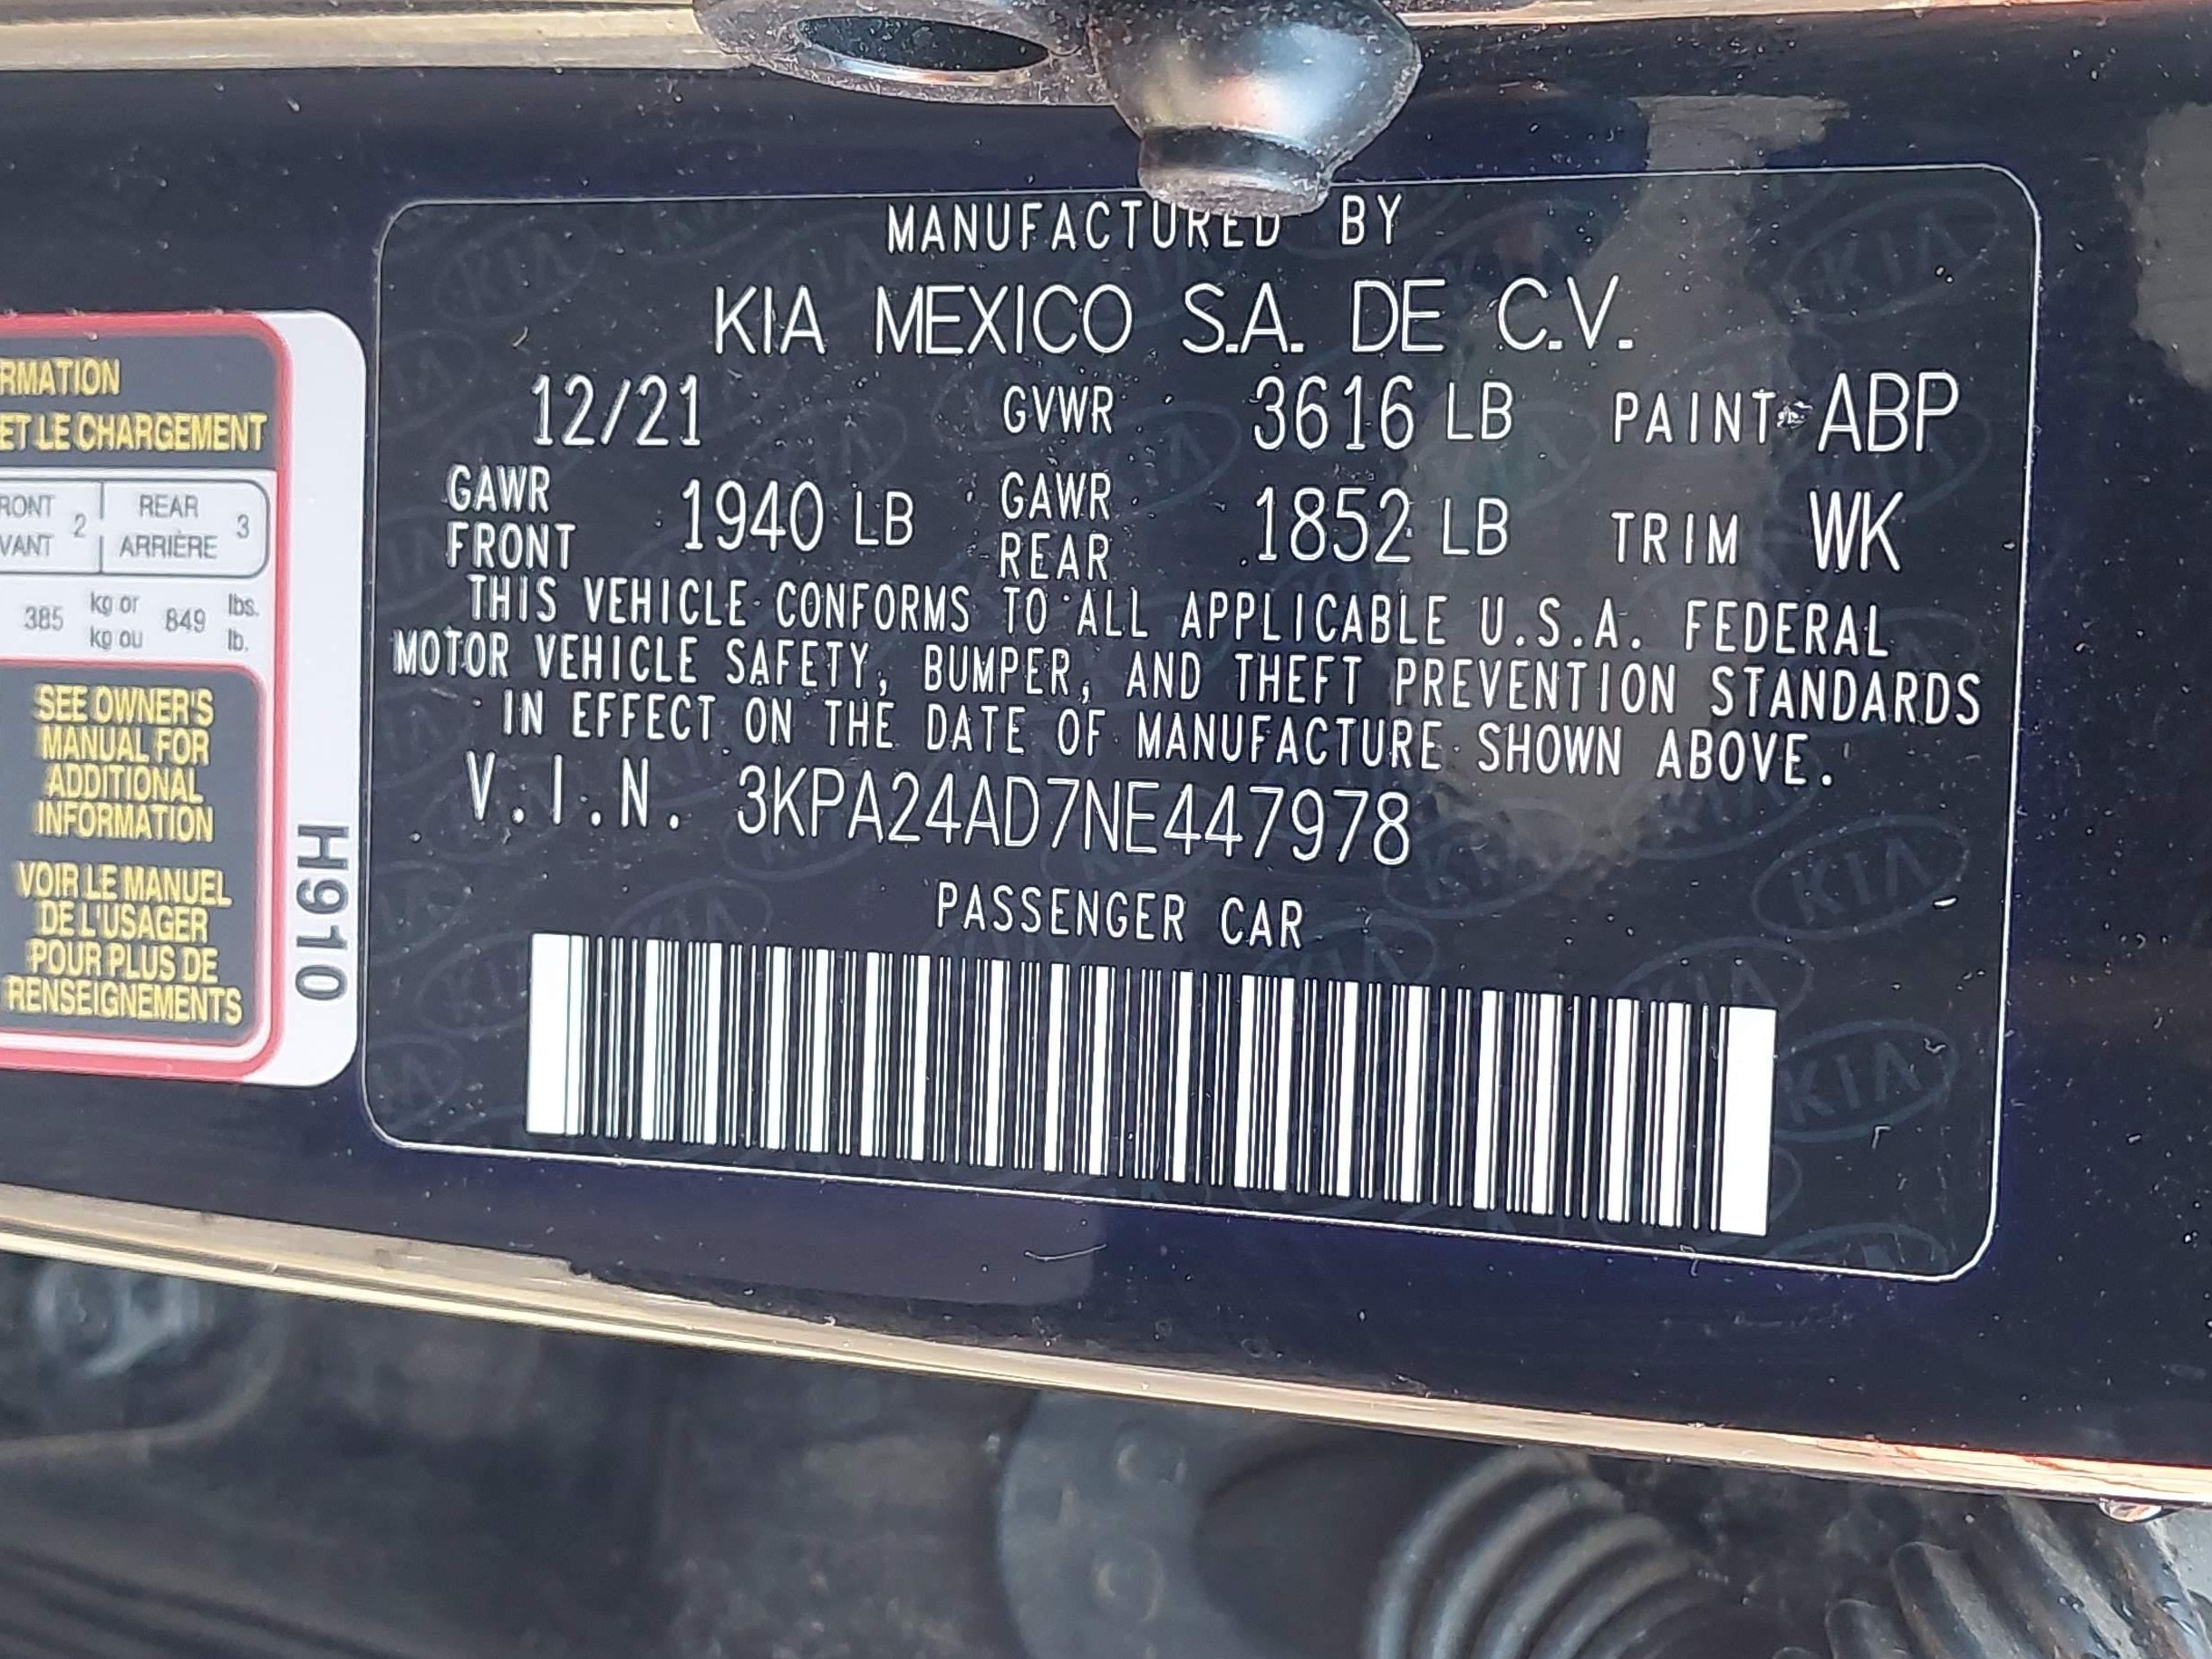 RMATION
ET LE CHARGEMENT
RONT
VANT
2
REAR
ARRIÈRE
3
385 kg or 849 lbs.
kg ou lb.
SEE OWNER'S
MANUAL FOR
ADDITIONAL
INFORMATION
VOIR LE MANUEL
DE L'USAGER
POUR PLUS DE
RENSEIGNEMENTS
H910
MANUFACTURED BY
KIA MEXICO S.A. DE C.V.
12/21 GVWR 3616 LB PAINT ABP
GAWR FRONT 1940 LB GAWR REAR 1852 LB TRIM WK
THIS VEHICLE CONFORMS TO ALL APPLICABLE U.S.A. FEDERAL
MOTOR VEHICLE SAFETY, BUMPER, AND THEFT PREVENTION STANDARDS
IN EFFECT ON THE DATE OF MANUFACTURE SHOWN ABOVE.
V.I.N. 3KPA24AD7NE447978
PASSENGER CAR